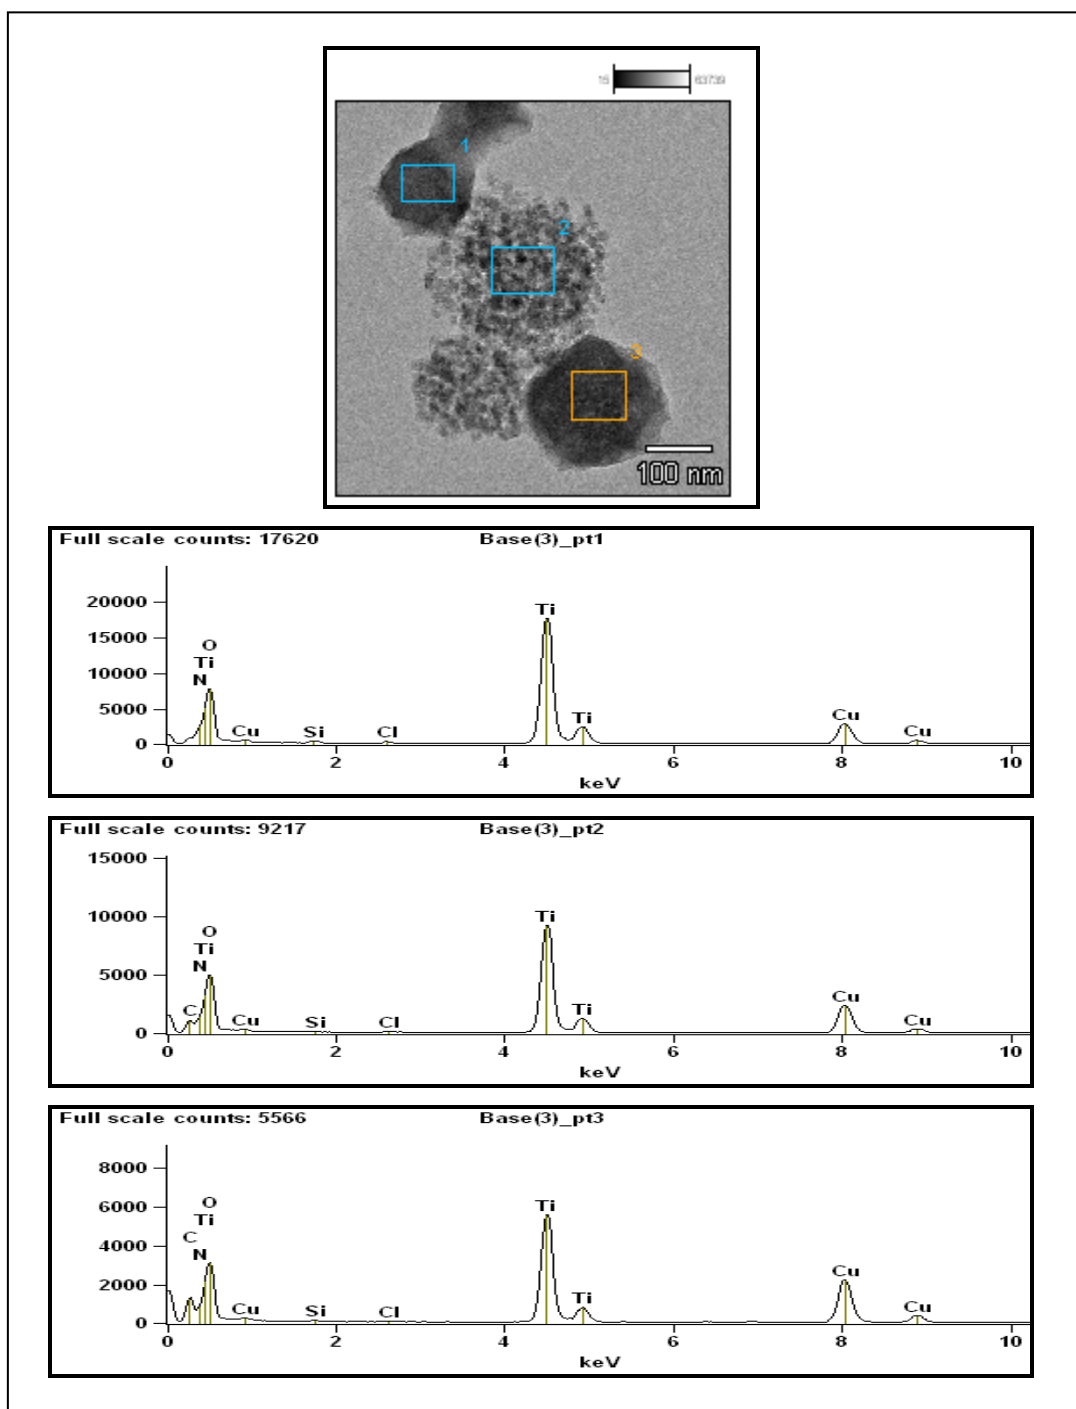 15 63739
1
2
3
100 nm
Full scale counts: 17620 Base(3)_pt1
20000
15000
10000
5000
0
O
Ti
N
Cu
Si
Cl
Ti
Ti
Cu
Cu
0 2 4 6 8 10
keV
Full scale counts: 9217 Base(3)_pt2
15000
10000
5000
0
O
Ti
N
C
Cu
Si
Cl
Ti
Ti
Cu
Cu
0 2 4 6 8 10
keV
Full scale counts: 5566 Base(3)_pt3
8000
6000
4000
2000
0
O
Ti
C
N
Cu
Si
Cl
Ti
Ti
Cu
Cu
0 2 4 6 8 10
keV